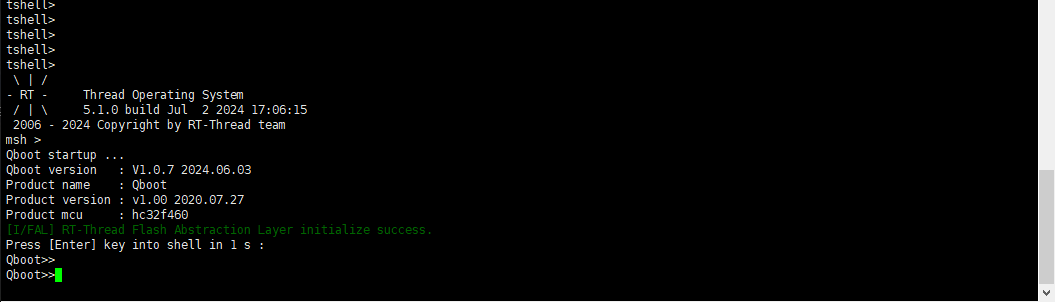 tshell>
tshell>
tshell>
tshell>
tshell>
 \ | /
- RT -     Thread Operating System
 / | \     5.1.0 build Jul  2 2024 17:06:15
 2006 - 2024 Copyright by RT-Thread team
msh >
Qboot startup ...
Qboot version   : V1.0.7 2024.06.03
Product name    : Qboot
Product version : v1.00 2020.07.27
Product mcu     : hc32f460
[I/FAL] RT-Thread Flash Abstraction Layer initialize success.
Press [Enter] key into shell in 1 s :
Qboot>>
Qboot>>